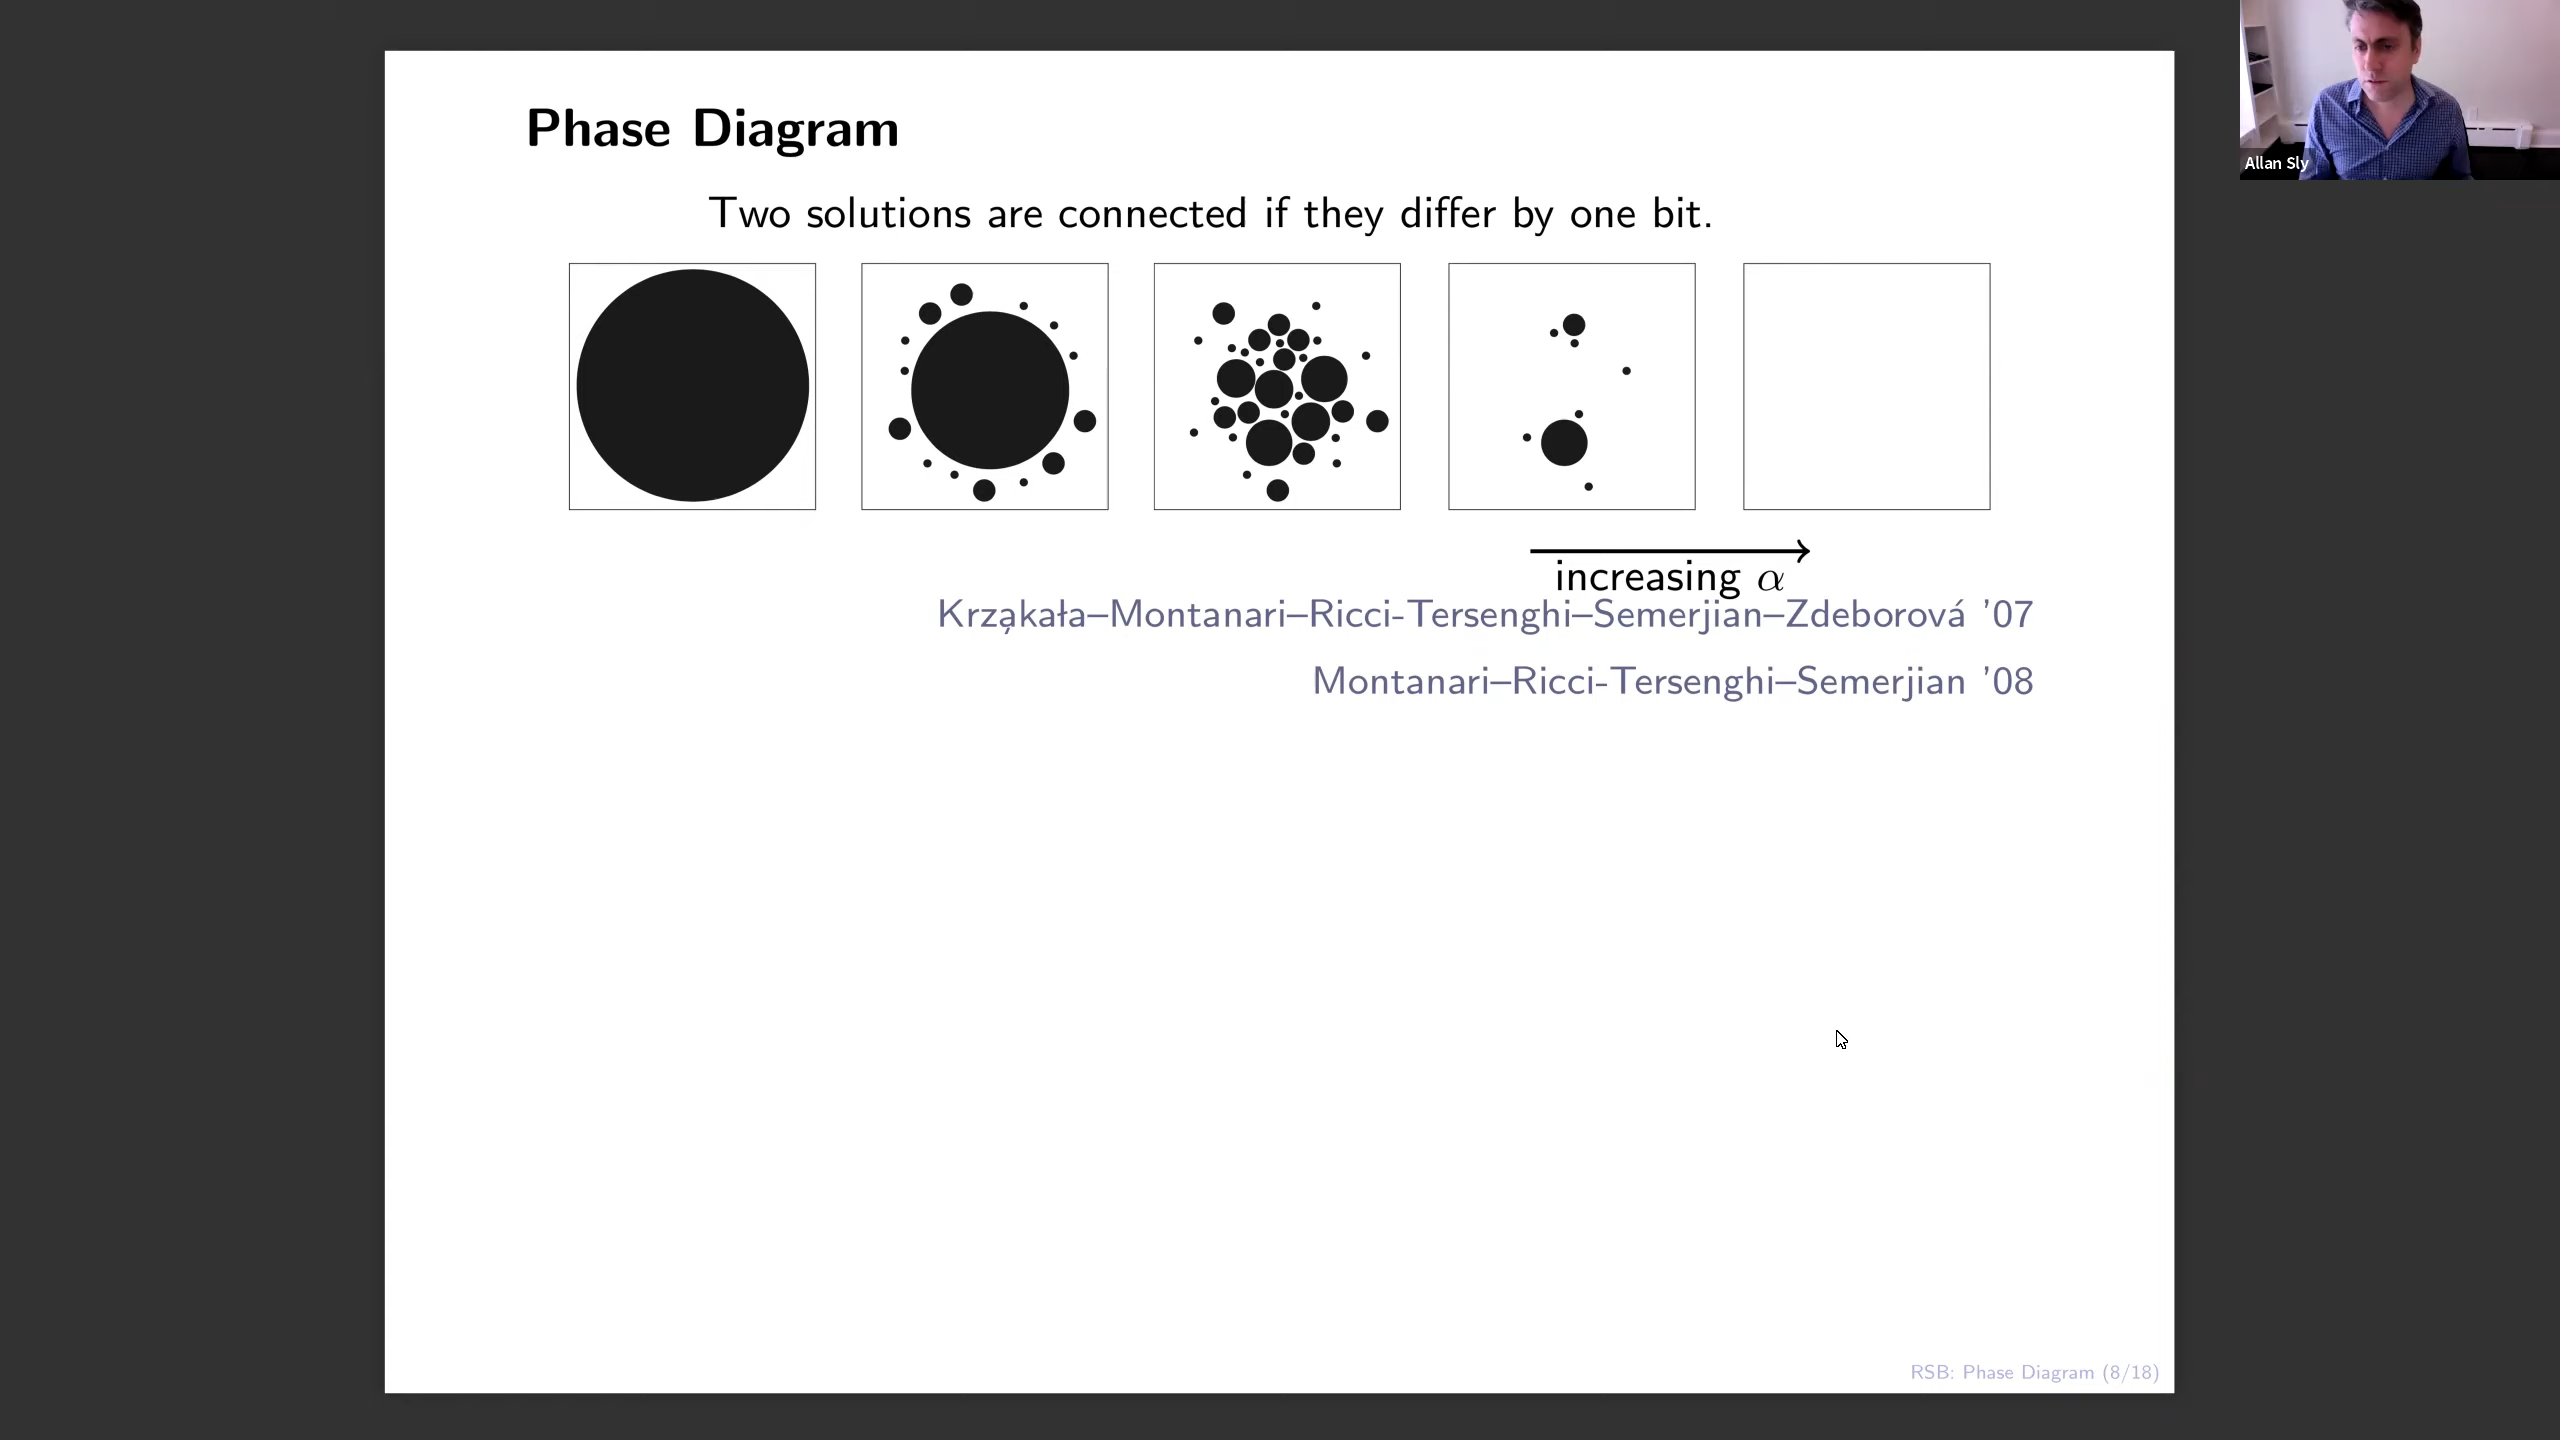 Phase Diagram
Two solutions are connected if they differ by one bit.
increasing α
Krząkała–Montanari–Ricci-Tersenghi–Semerjian–Zdeborová '07
Montanari–Ricci-Tersenghi–Semerjian '08
RSB: Phase Diagram (8/18)
Allan Sly